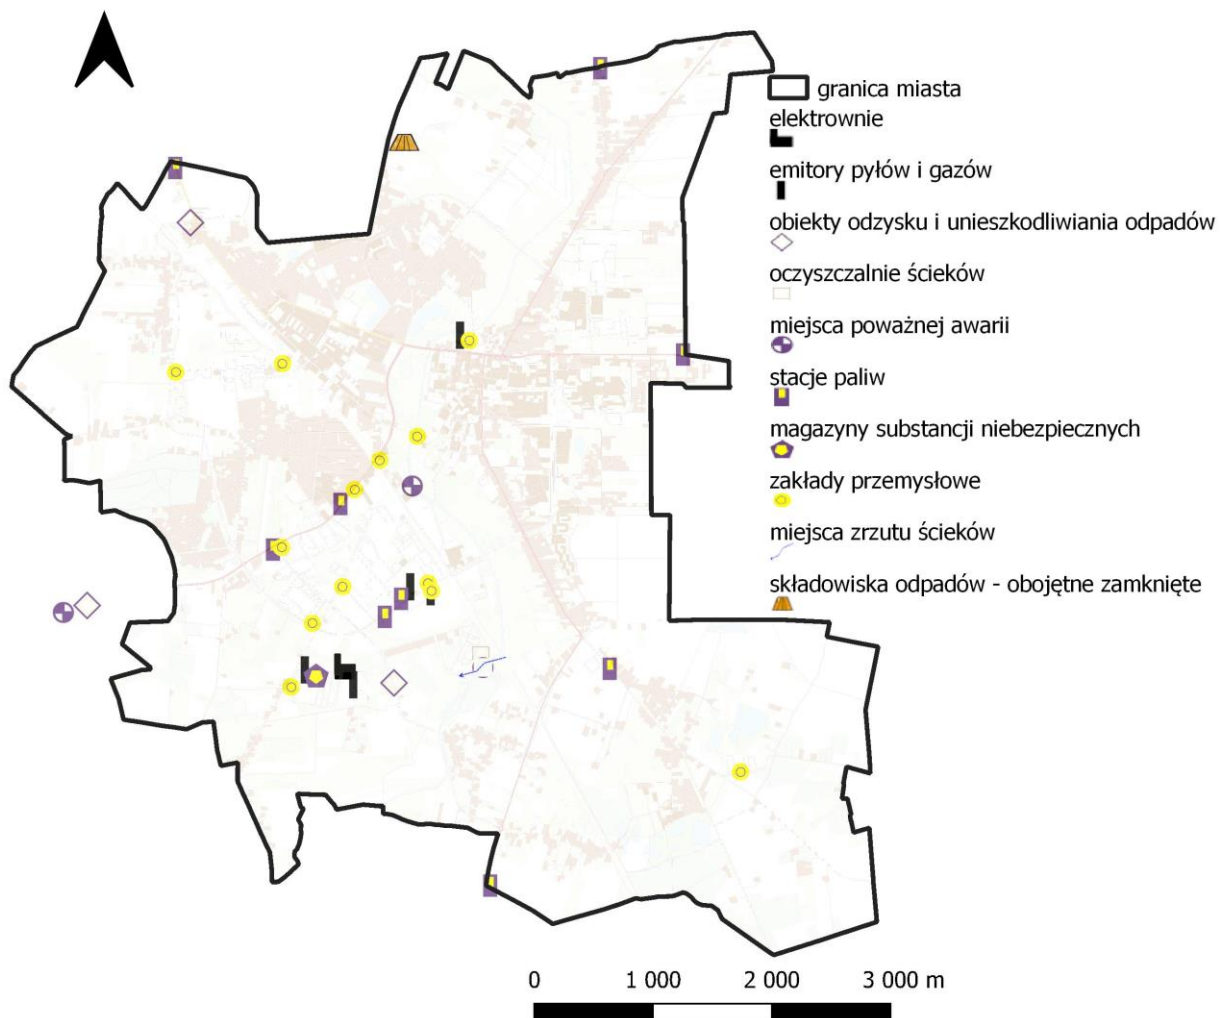 granica miasta
elektrownie
emitory pyłów i gazów
obiekty odzysku i unieszkodliwiania odpadów
oczyszczalnie ścieków
miejsca poważnej awarii
stacje paliw
magazyny substancji niebezpiecznych
zakłady przemysłowe
miejsca zrzutu ścieków
składowiska odpadów - obojętne zamknięte
0 1 000 2 000 3 000 m